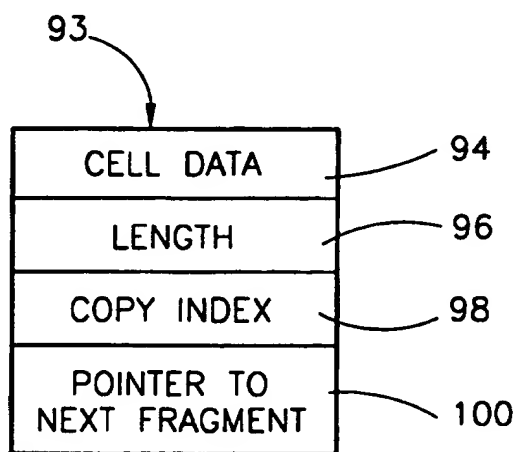 93
CELL DATA 94
LENGTH 96
COPY INDEX 98
POINTER TO
NEXT FRAGMENT 100